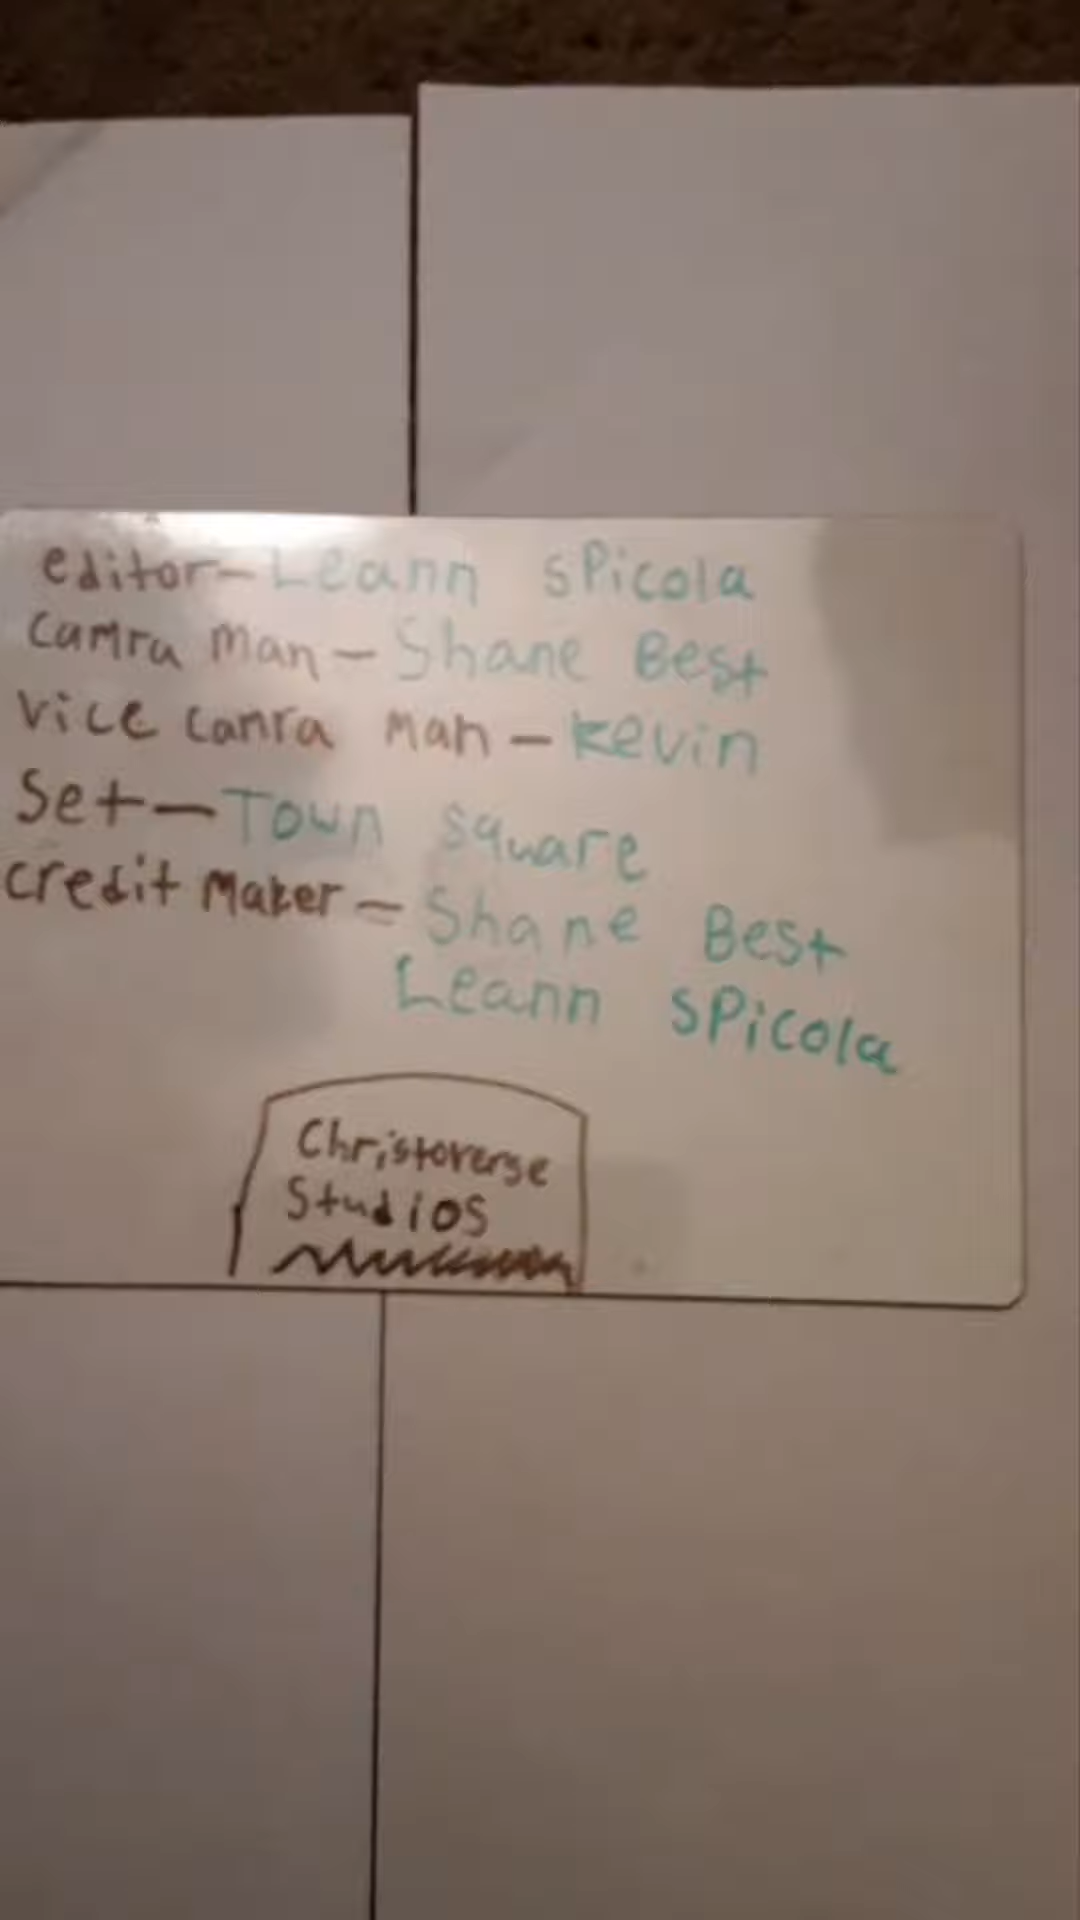 editor-Leann sPicola
camra man-Shane Best
vice canra man-kevin
Set-Town square
credit Maker-Shane Best
Leann sPicola
Christoverse
Studios